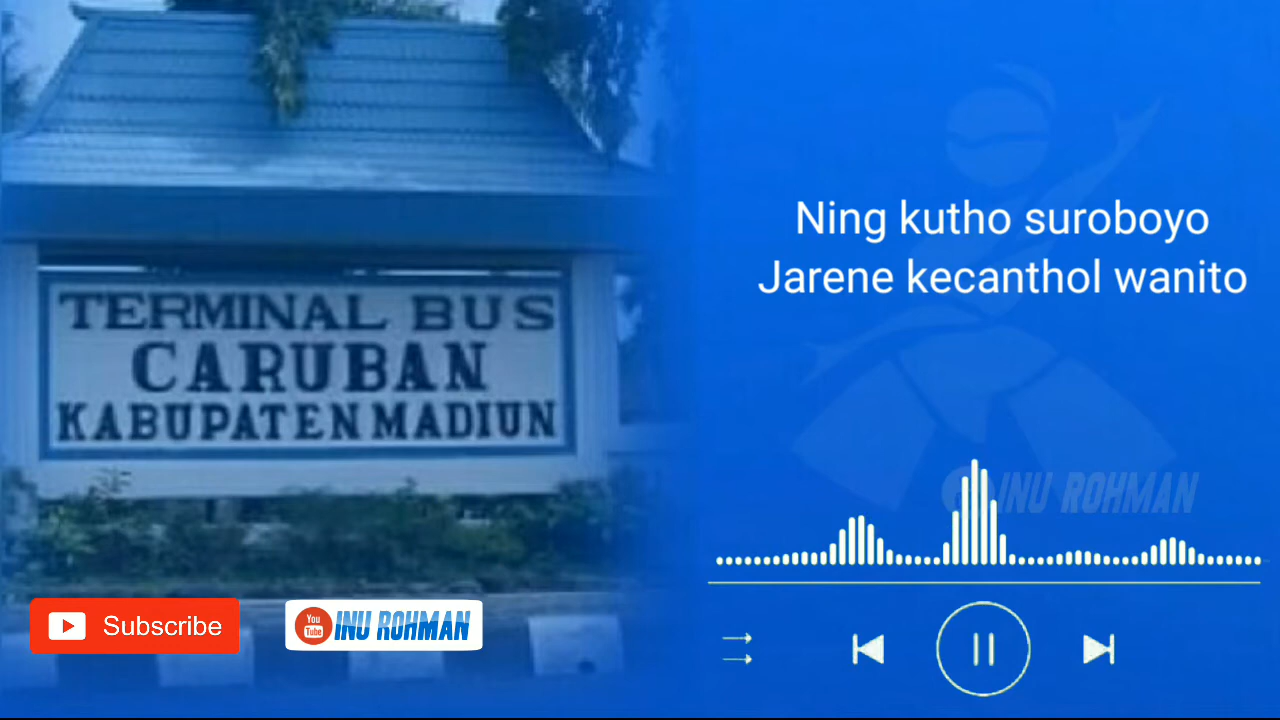 TERMINAL BUS
CARUBAN
KABUPATEN MADIUN
Ning kutho suroboyo
Jarene kecanthol wanito
INU ROHMAN
Subscribe
You
Tube
INU ROHMAN